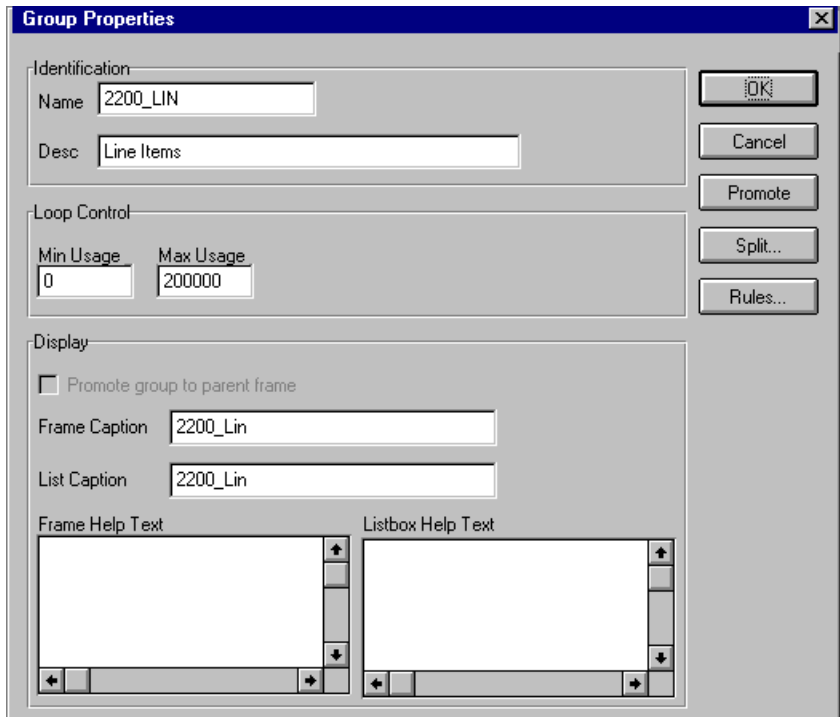 Group Properties
Identification
Name 2200_LIN
Desc Line Items
Loop Control
Min Usage Max Usage
0 200000
Display
Promote group to parent frame
Frame Caption 2200_Lin
List Caption 2200_Lin
Frame Help Text Listbox Help Text
OK
Cancel
Promote
Split...
Rules...